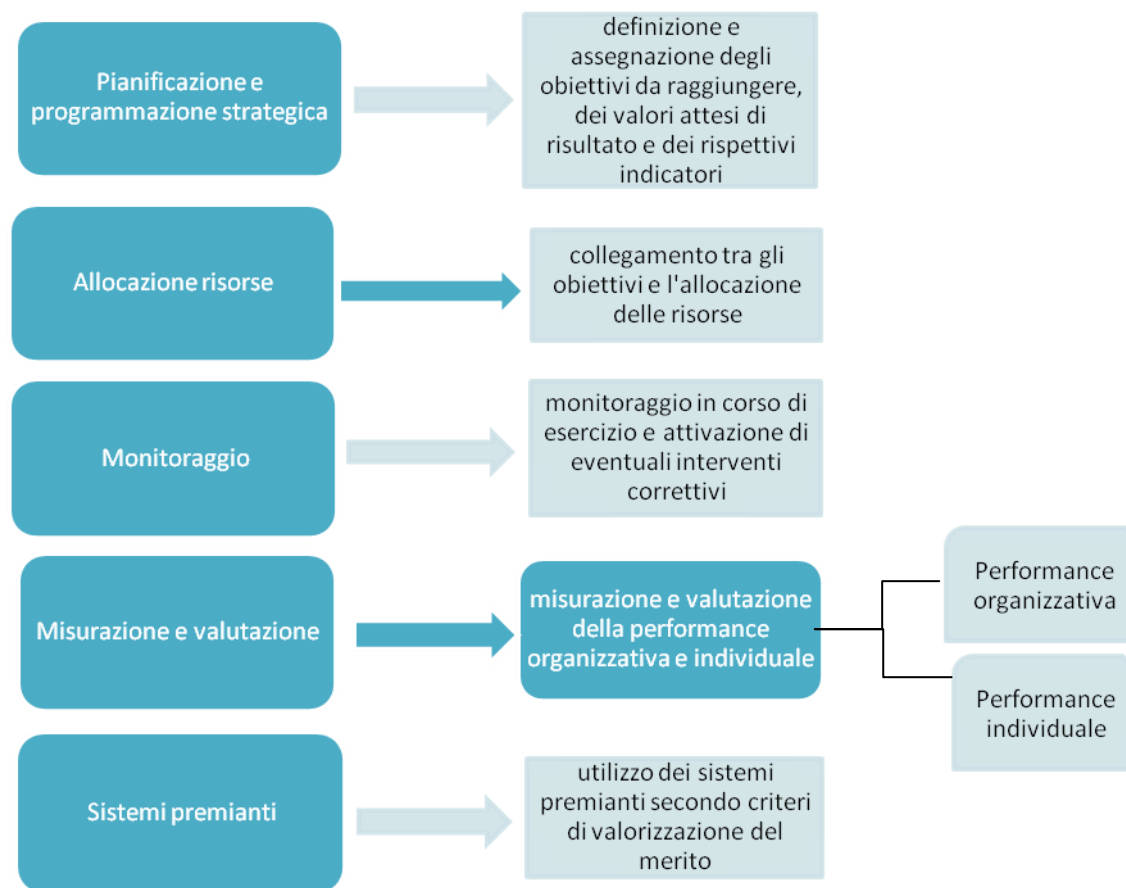 Pianificazione e
programmazione strategica
definizione e
assegnazione degli
obiettivi da raggiungere,
dei valori attesi di
risultato e dei rispettivi
indicatori
Allocazione risorse
collegamento tra gli
obiettivi e l'allocazione
delle risorse
Monitoraggio
monitoraggio in corso di
esercizio e attivazione di
eventuali interventi
correttivi
Misurazione e valutazione
misurazione e valutazione
della performance
organizzativa e individuale
Performance
organizzativa
Performance
individuale
Sistemi premianti
utilizzo dei sistemi
premianti secondo criteri
di valorizzazione del
merito